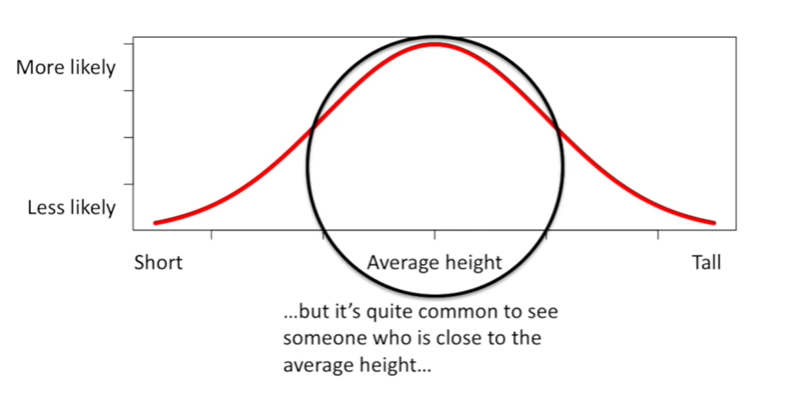 More likely
Less likely
Short
Average height
Tall
...but it’s quite common to see
someone who is close to the
average height...